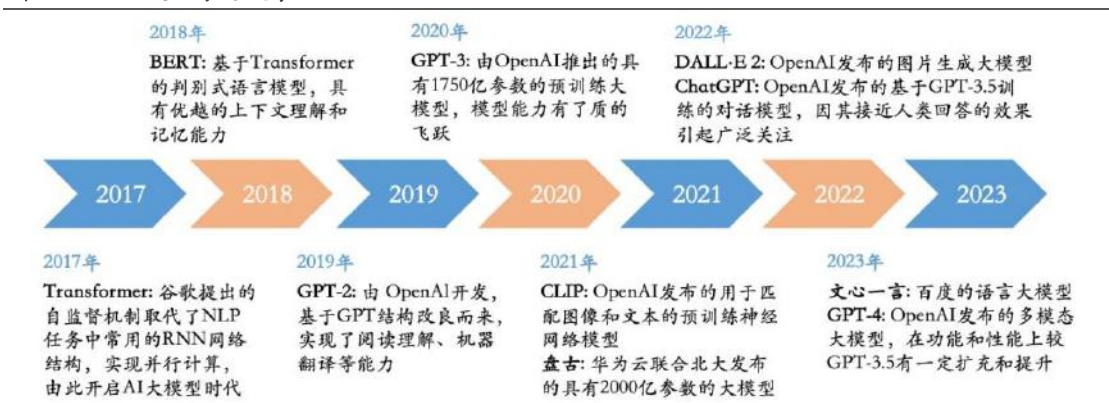 2018年
BERT: 基于Transformer
的判别式语言模型，具
有优越的上下文理解和
记忆能力
2020年
GPT-3: 由OpenAI推出的具
有1750亿参数的预训练大
模型，模型能力有了质的
飞跃
2022年
DALL·E 2: OpenAI发布的图片生成大模型
ChatGPT: OpenAI发布的基于GPT-3.5训
练的对话模型，因其接近人类回答的效果
引起广泛关注
2017
2018
2019
2020
2021
2022
2023
2017年
Transformer: 谷歌提出的
自监督机制取代了NLP
任务中常用的RNN网络
结构，实现并行计算，
由此开启AI大模型时代
2019年
GPT-2: 由 OpenAI开发，
基于GPT结构改良而来，
实现了阅读理解、机器
翻译等能力
2021年
CLIP: OpenAI发布的用于匹
配图像和文本的预训练神经
网络模型
盘古: 华为云联合北大发布
的具有2000亿参数的大模型
2023年
文心一言: 百度的语言大模型
GPT-4: OpenAI发布的多模态
大模型，在功能和性能上较
GPT-3.5有一定扩充和提升